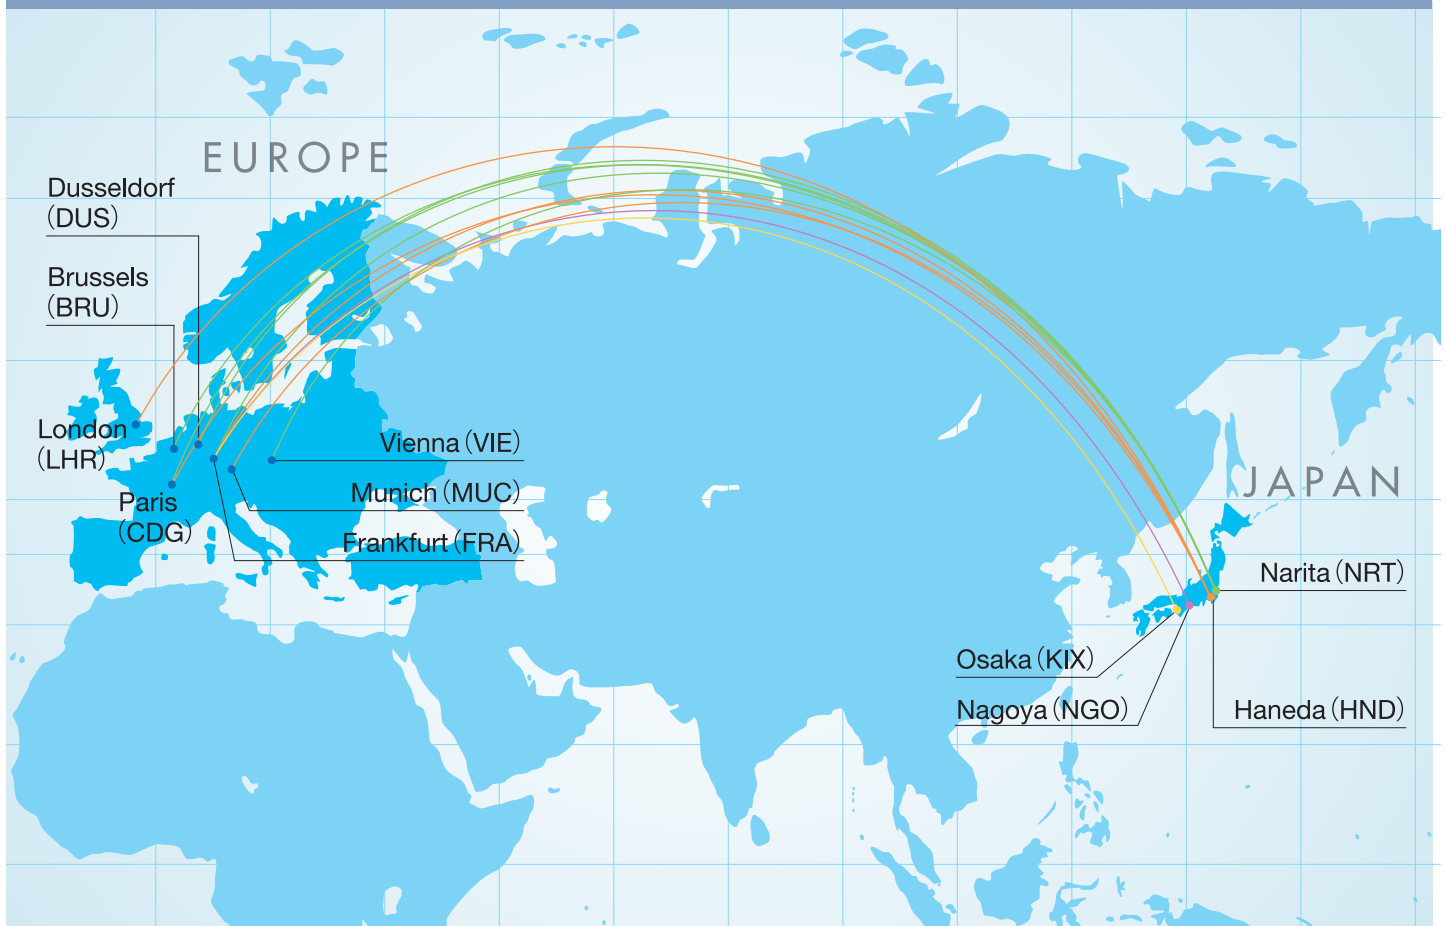 EUROPE
Dusseldorf
(DUS)
Brussels
(BRU)
London
(LHR)
Paris
(CDG)
Vienna (VIE)
Munich (MUC)
Frankfurt (FRA)
JAPAN
Narita (NRT)
Osaka (KIX)
Nagoya (NGO)
Haneda (HND)